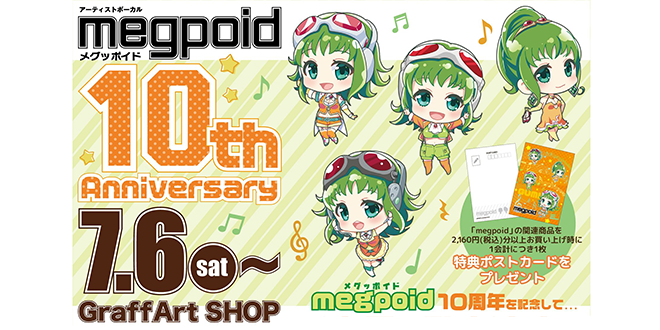 アーティストボーカル
megpoid
メグッポイド
10th
Anniversary
7.6 sat～
GraffArt SHOP
「megpoid」の関連商品を
2,160円(税込)分以上お買い上げ時に
1会計につき1枚
特典ポストカードを
プレゼント
メグッポイド
megpoid 10周年を記念して…